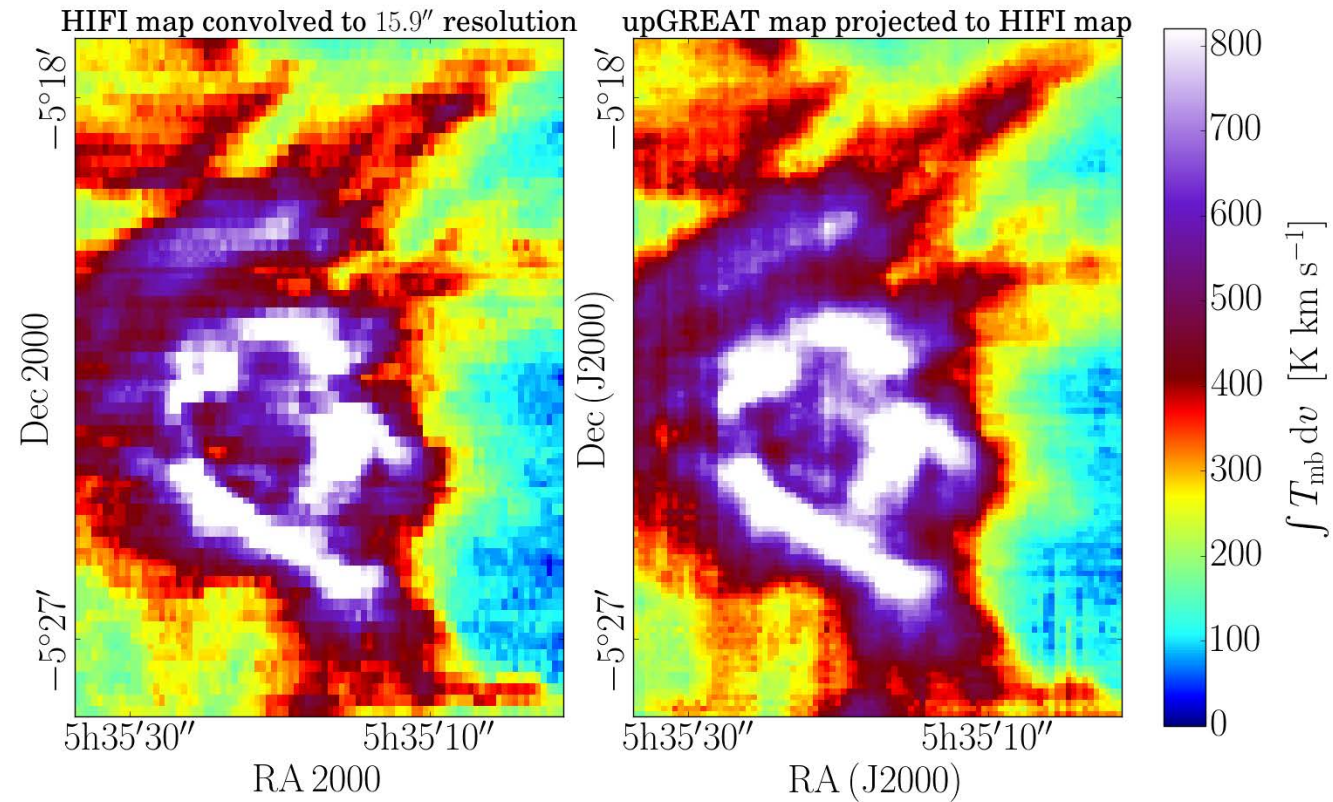 HIFI map convolved to 15.9″ resolution
upGREAT map projected to HIFI map
−5°18′
−5°27′
Dec 2000
5h35′30″
5h35′10″
RA 2000
−5°18′
−5°27′
Dec (J2000)
5h35′30″
5h35′10″
RA (J2000)
800
700
600
500
400
300
200
100
0
∫ T_mb dv [K km s⁻¹]